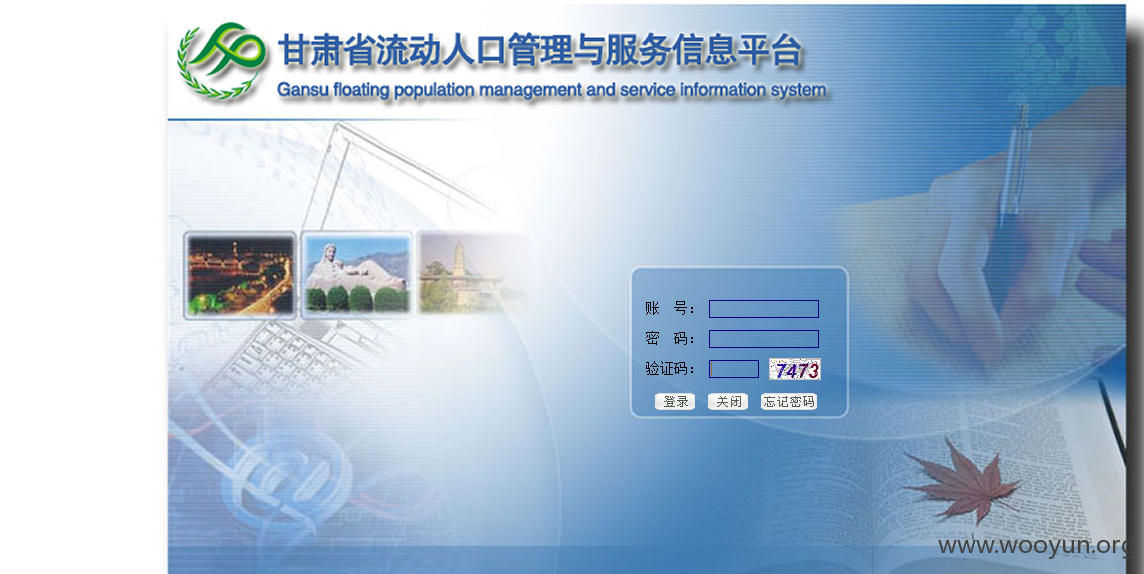 甘肃省流动人口管理与服务信息平台
Gansu floating population management and service information system
账 号：
密 码：
验证码： 7473
登录 关闭 忘记密码
www.wooyun.org